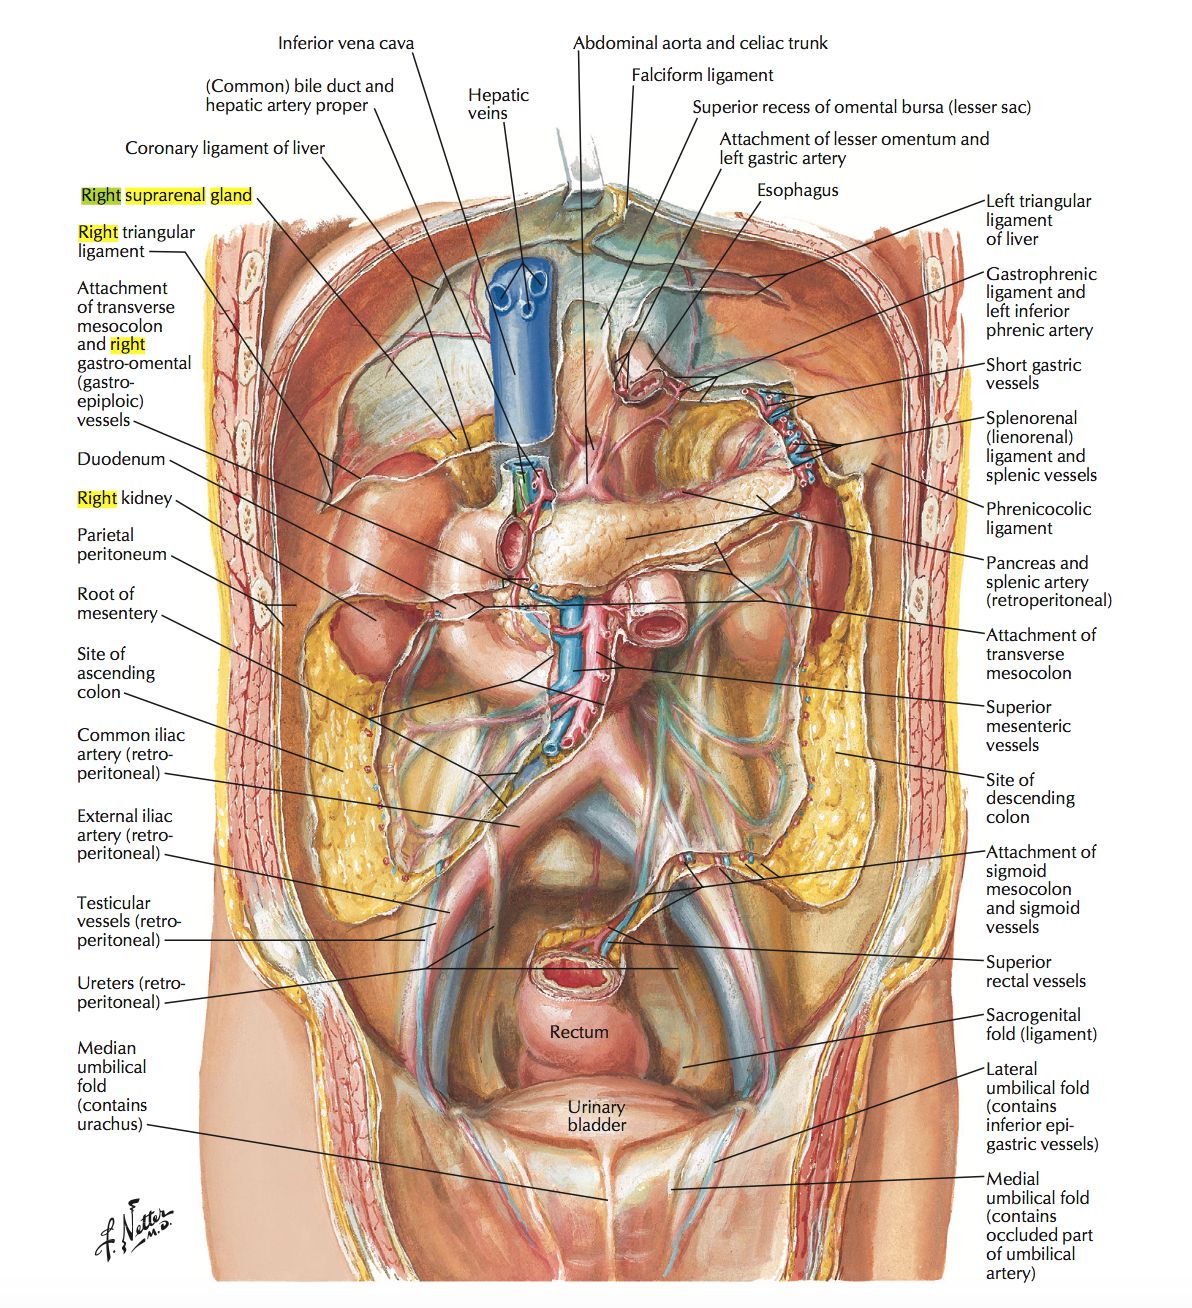 Inferior vena cava
(Common) bile duct and
hepatic artery proper
Hepatic
veins
Coronary ligament of liver
Right suprarenal gland
Right triangular
ligament
Attachment
of transverse
mesocolon
and right
gastro-omental
(gastro-
epiploic)
vessels
Duodenum
Right kidney
Parietal
peritoneum
Root of
mesentery
Site of
ascending
colon
Common iliac
artery (retro-
peritoneal)
External iliac
artery (retro-
peritoneal)
Testicular
vessels (retro-
peritoneal)
Ureters (retro-
peritoneal)
Median
umbilical
fold
(contains
urachus)
Abdominal aorta and celiac trunk
Falciform ligament
Superior recess of omental bursa (lesser sac)
Attachment of lesser omentum and
left gastric artery
Esophagus
Left triangular
ligament
of liver
Gastrophrenic
ligament and
left inferior
phrenic artery
Short gastric
vessels
Splenorenal
(lienorenal)
ligament and
splenic vessels
Phrenicocolic
ligament
Pancreas and
splenic artery
(retroperitoneal)
Attachment of
transverse
mesocolon
Superior
mesenteric
vessels
Site of
descending
colon
Attachment of
sigmoid
mesocolon
and sigmoid
vessels
Superior
rectal vessels
Sacrogenital
fold (ligament)
Lateral
umbilical fold
(contains
inferior epi-
gastric vessels)
Medial
umbilical fold
(contains
occluded part
of umbilical
artery)
Rectum
Urinary
bladder
F. Netter
M.D.